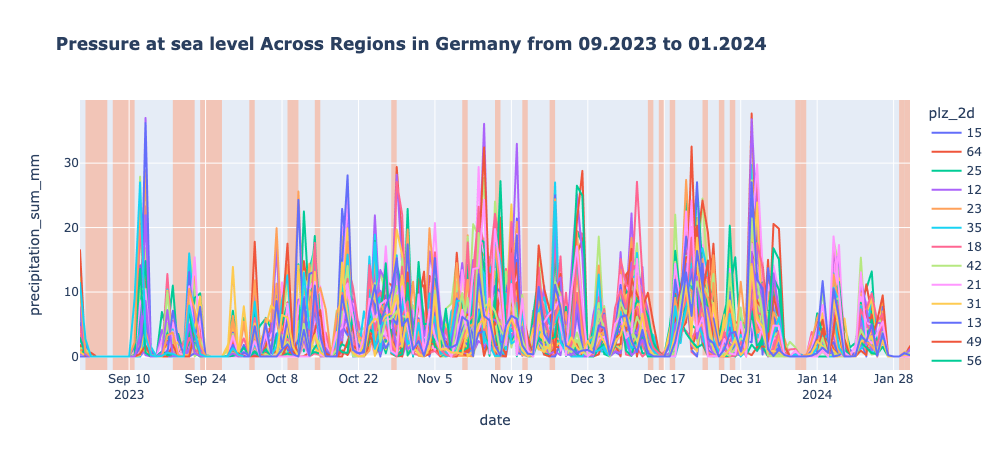 Pressure at sea level Across Regions in Germany from 09.2023 to 01.2024
plz_2d
15
64
25
12
23
35
18
42
21
31
13
49
56
precipitation_sum_mm
30
20
10
0
Sep 10
2023
Sep 24
Oct 8
Oct 22
Nov 5
Nov 19
Dec 3
Dec 17
Dec 31
Jan 14
2024
Jan 28
date